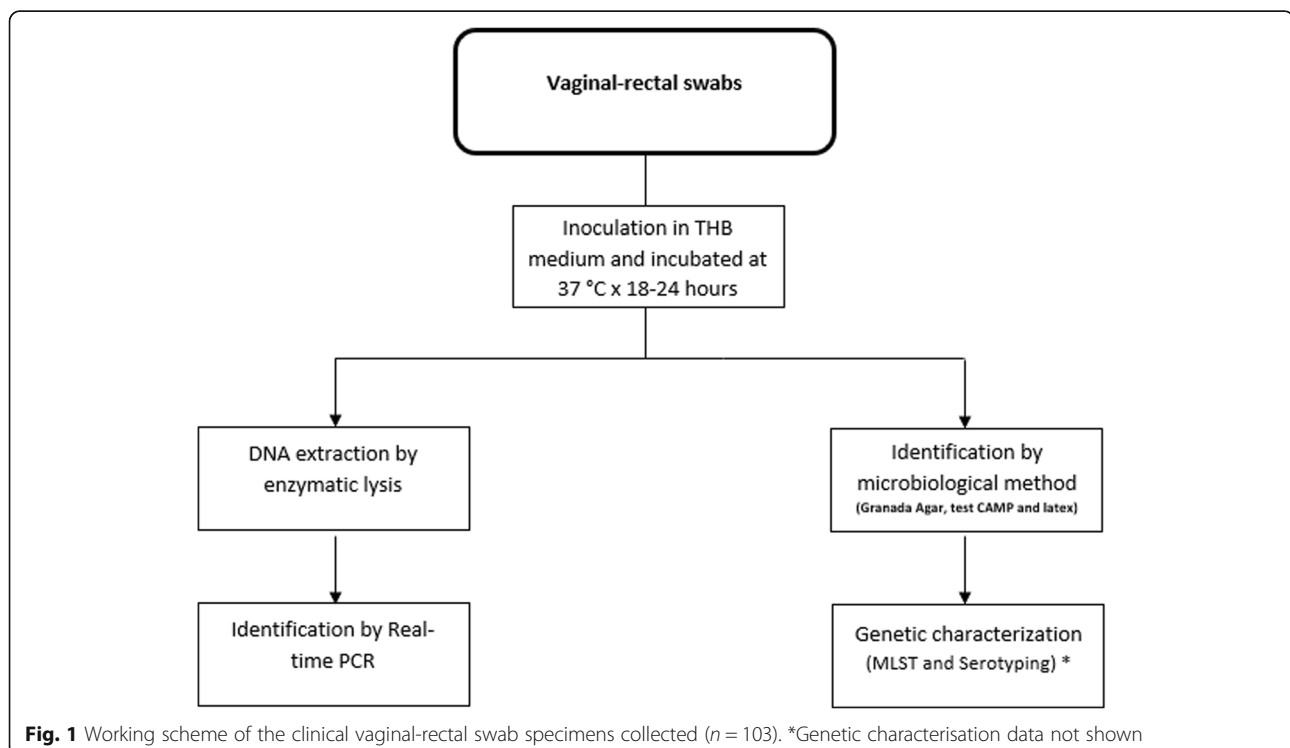 Vaginal-rectal swabs
Inoculation in THB
medium and incubated at
37 °C x 18-24 hours
DNA extraction by
enzymatic lysis
Identification by
microbiological method
(Granada Agar, test CAMP and latex)
Identification by Real-
time PCR
Genetic characterization
(MLST and Serotyping) *
Fig. 1 Working scheme of the clinical vaginal-rectal swab specimens collected (n = 103). *Genetic characterisation data not shown